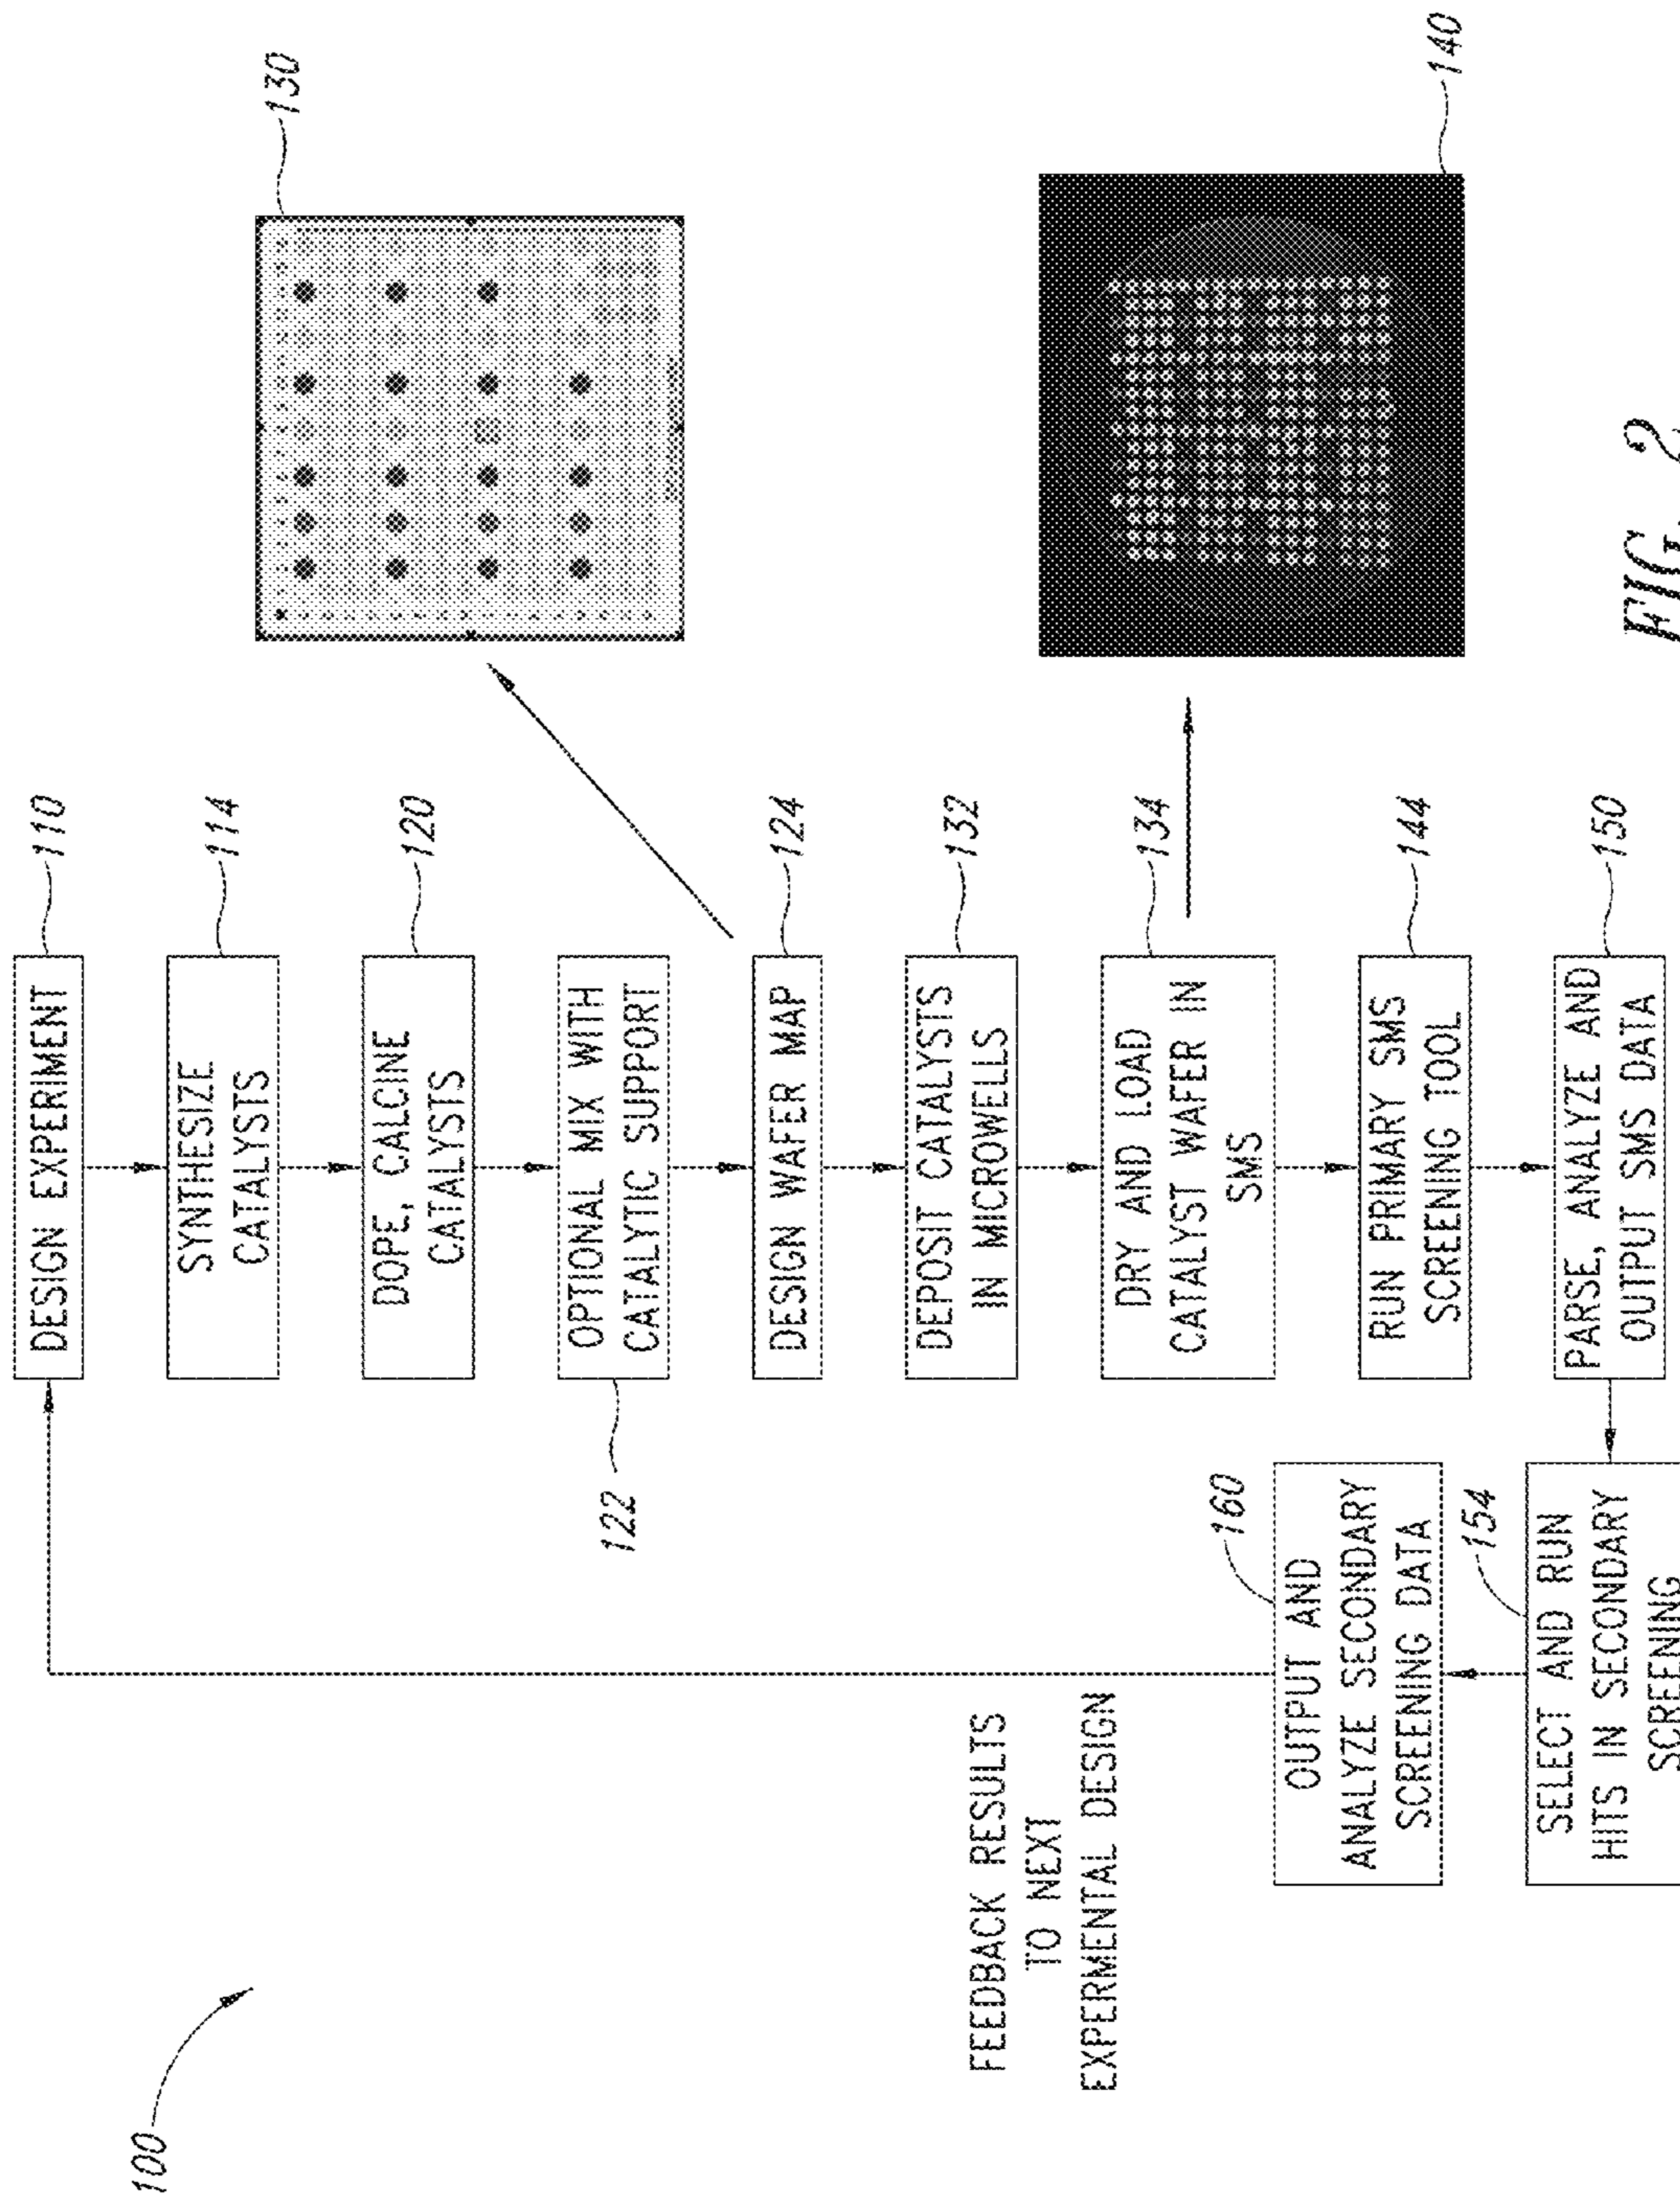 100
DESIGN EXPERIMENT
110
SYNTHESIZE
CATALYSTS
114
DOPE, CALCINE
CATALYSTS
120
OPTIONAL MIX WITH
CATALYTIC SUPPORT
122
DESIGN WAFER MAP
124
130
DEPOSIT CATALYSTS
IN MICROWELLS
132
DRY AND LOAD
CATALYST WAFER IN
SMS
134
140
RUN PRIMARY SMS
SCREENING TOOL
144
PARSE, ANALYZE AND
OUTPUT SMS DATA
150
SELECT AND RUN
HITS IN SECONDARY
SCREENING
154
OUTPUT AND
ANALYZE SECONDARY
SCREENING DATA
160
FEEDBACK RESULTS
TO NEXT
EXPERMENTAL DESIGN
FIG. 2